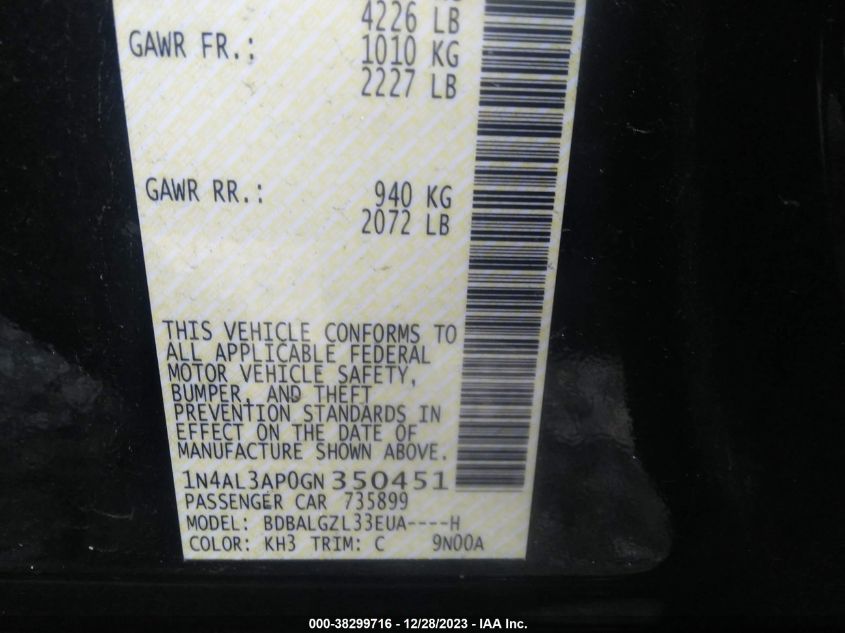 4226 LB
GAWR FR.: 1010 KG
2227 LB
GAWR RR.: 940 KG
2072 LB
THIS VEHICLE CONFORMS TO
ALL APPLICABLE FEDERAL
MOTOR VEHICLE SAFETY,
BUMPER, AND THEFT
PREVENTION STANDARDS IN
EFFECT ON THE DATE OF
MANUFACTURE SHOWN ABOVE.
1N4AL3AP0GN 350451
PASSENGER CAR 735899
MODEL: BDBALGZL33EUA----H
COLOR: KH3 TRIM: C 9N00A
000-38299716 - 12/28/2023 - IAA Inc.